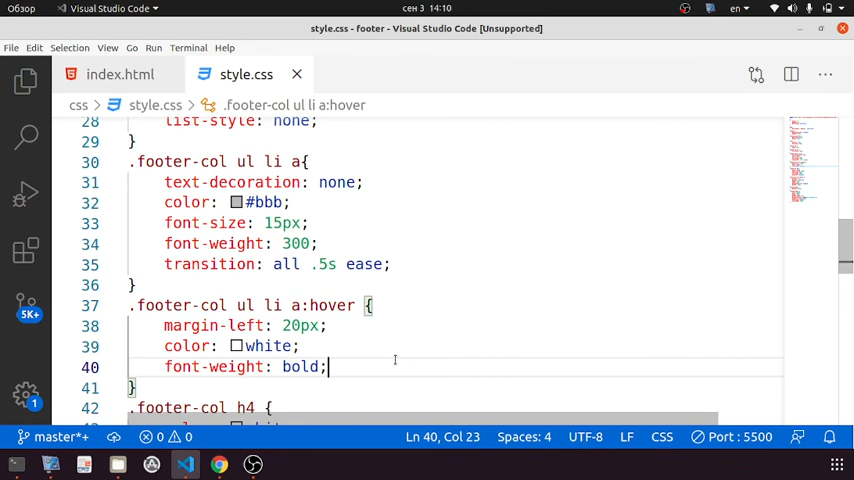 Обзор Visual Studio Code сен 3 14:10 en
style.css - footer - Visual Studio Code [Unsupported]
File Edit Selection View Go Run Terminal Help
index.html style.css
css > style.css > .footer-col ul li a:hover
28 list-style: none;
29 }
30 .footer-col ul li a{
31 text-decoration: none;
32 color: #bbb;
33 font-size: 15px;
34 font-weight: 300;
35 transition: all .5s ease;
36 }
37 .footer-col ul li a:hover {
38 margin-left: 20px;
39 color: white;
40 font-weight: bold;
41 }
42 .footer-col h4 {
5K+
1
master*+ 0 0 Ln 40, Col 23 Spaces: 4 UTF-8 LF CSS Port : 5500